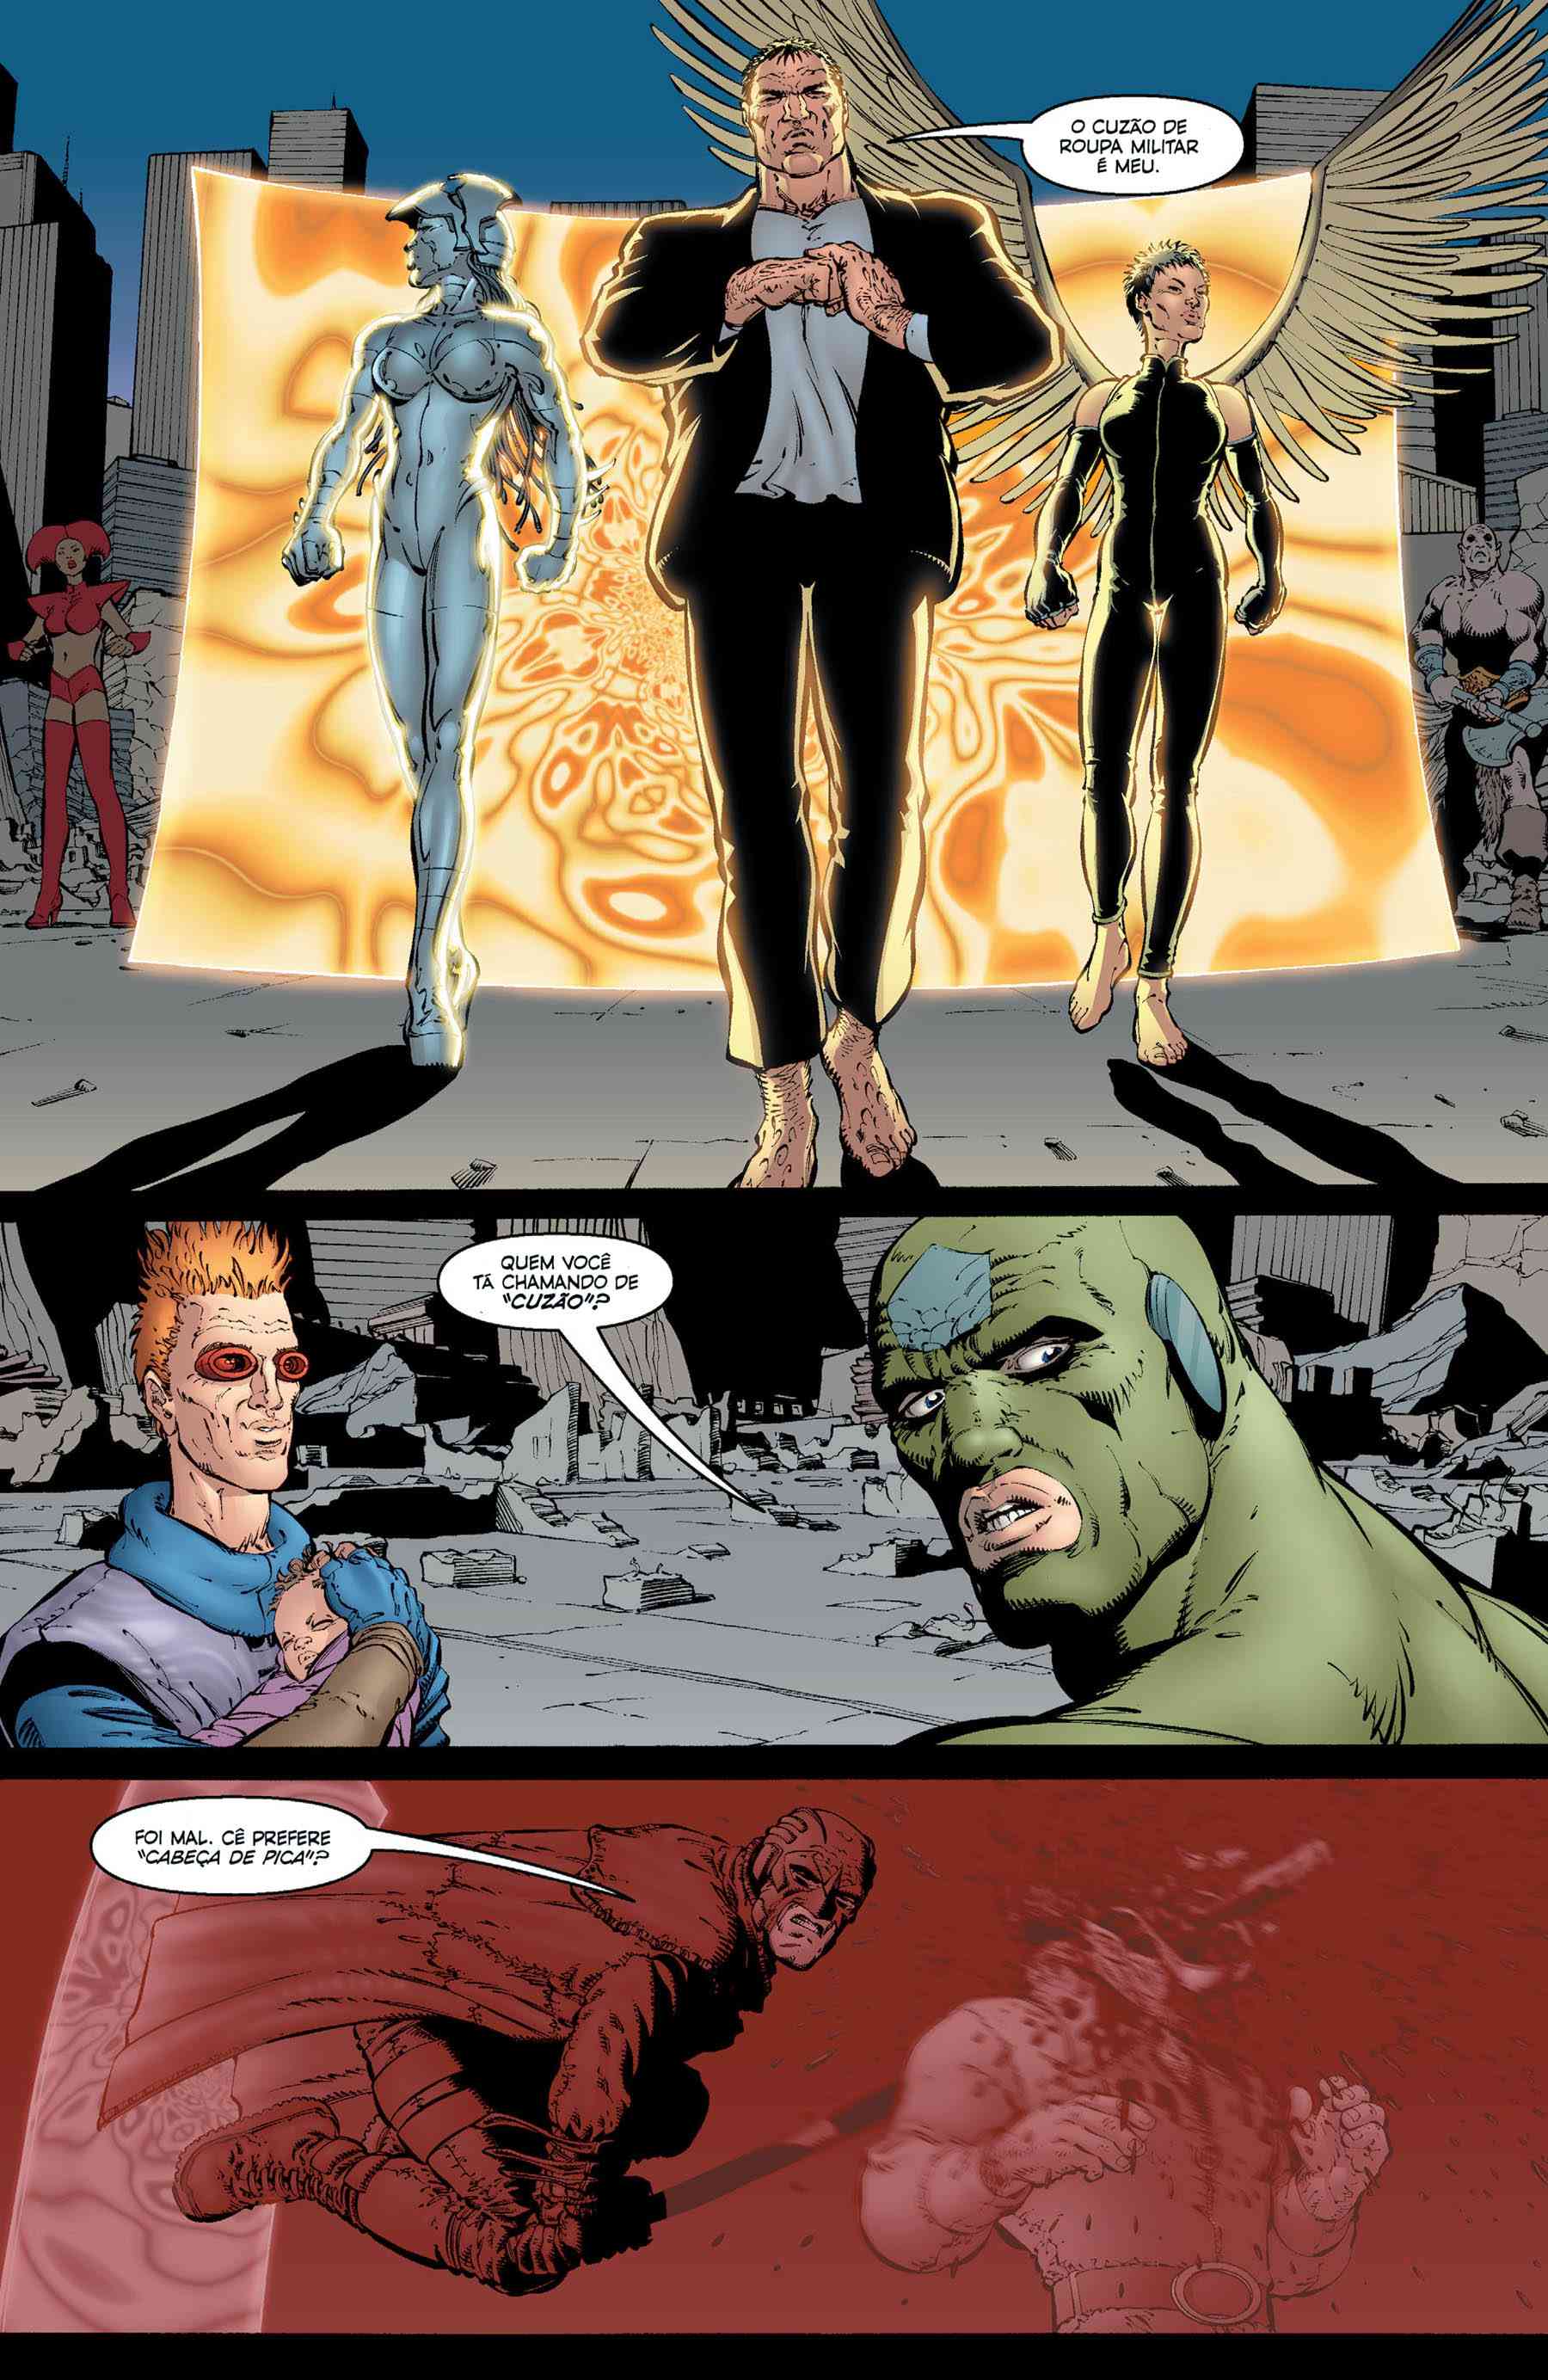 O CUZÃO DE
ROUPA MILITAR
É MEU.
QUEM VOCÊ
TÁ CHAMANDO DE
"CUZÃO"?
FOI MAL. CÊ PREFERE
"CABEÇA DE PICA"?